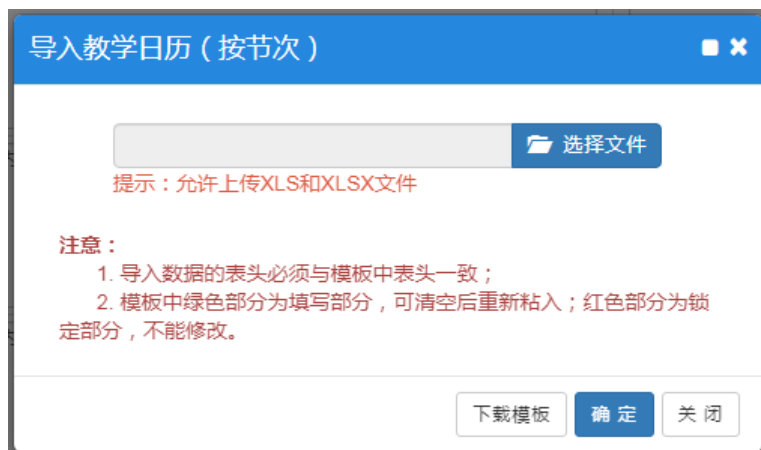 导入教学日历（按节次）
选择文件
提示：允许上传XLS和XLSX文件
注意：
1. 导入数据的表头必须与模板中表头一致；
2. 模板中绿色部分为填写部分，可清空后重新粘入；红色部分为锁
定部分，不能修改。
下载模板 确 定 关 闭